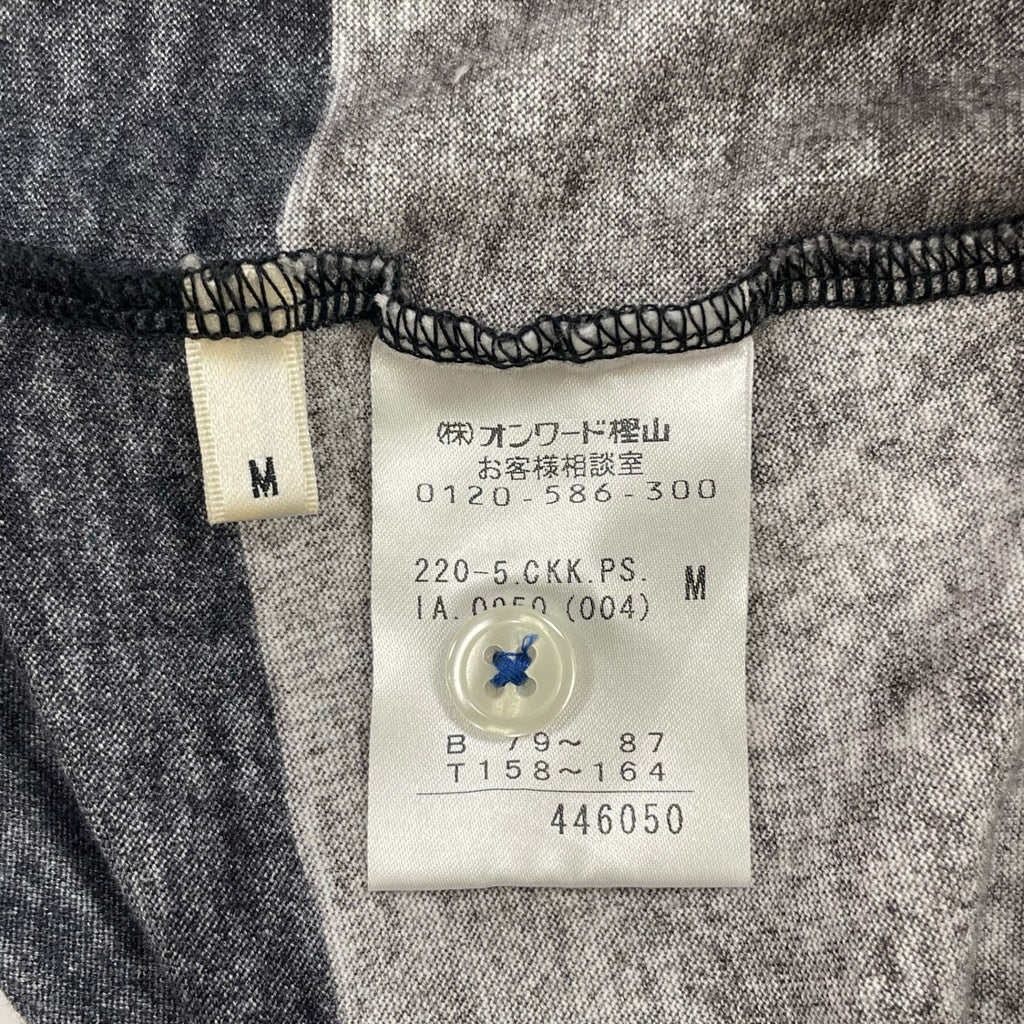 M
㈱オンワード樫山
お客様相談室
0120-586-300
220-5.CKK.PS.
IA. (004)
M
B 79～ 87
T158～164
446050